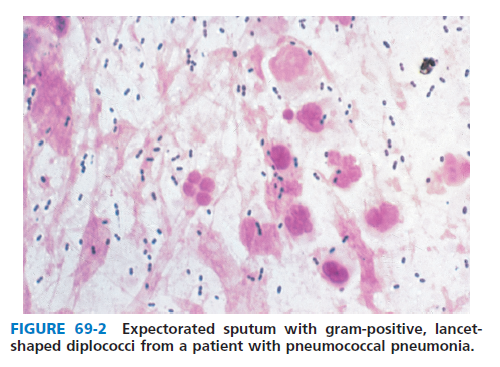 FIGURE 69-2 Expectorated sputum with gram-positive, lancet-
shaped diplococci from a patient with pneumococcal pneumonia.